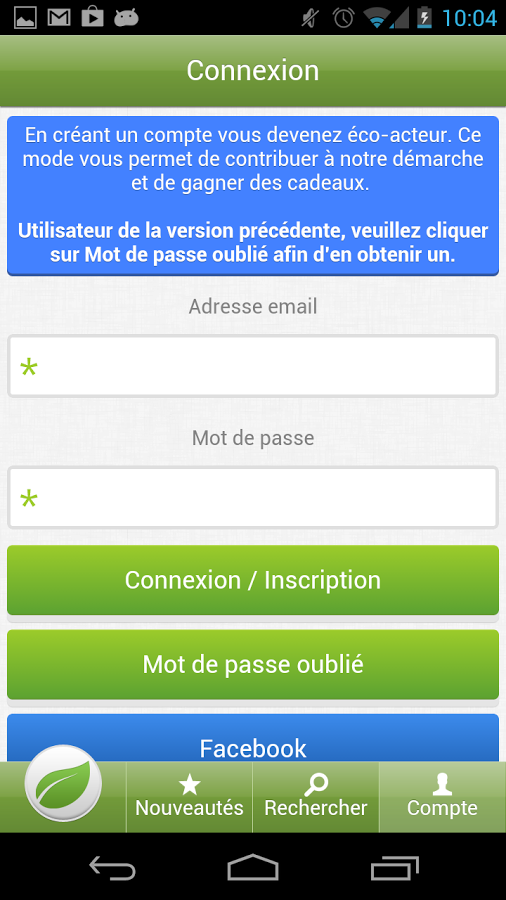 10:04
Connexion
En créant un compte vous devenez éco-acteur. Ce
mode vous permet de contribuer à notre démarche
et de gagner des cadeaux.
Utilisateur de la version précédente, veuillez cliquer
sur Mot de passe oublié afin d'en obtenir un.
Adresse email
*
Mot de passe
*
Connexion / Inscription
Mot de passe oublié
Facebook
Nouveautés Rechercher Compte